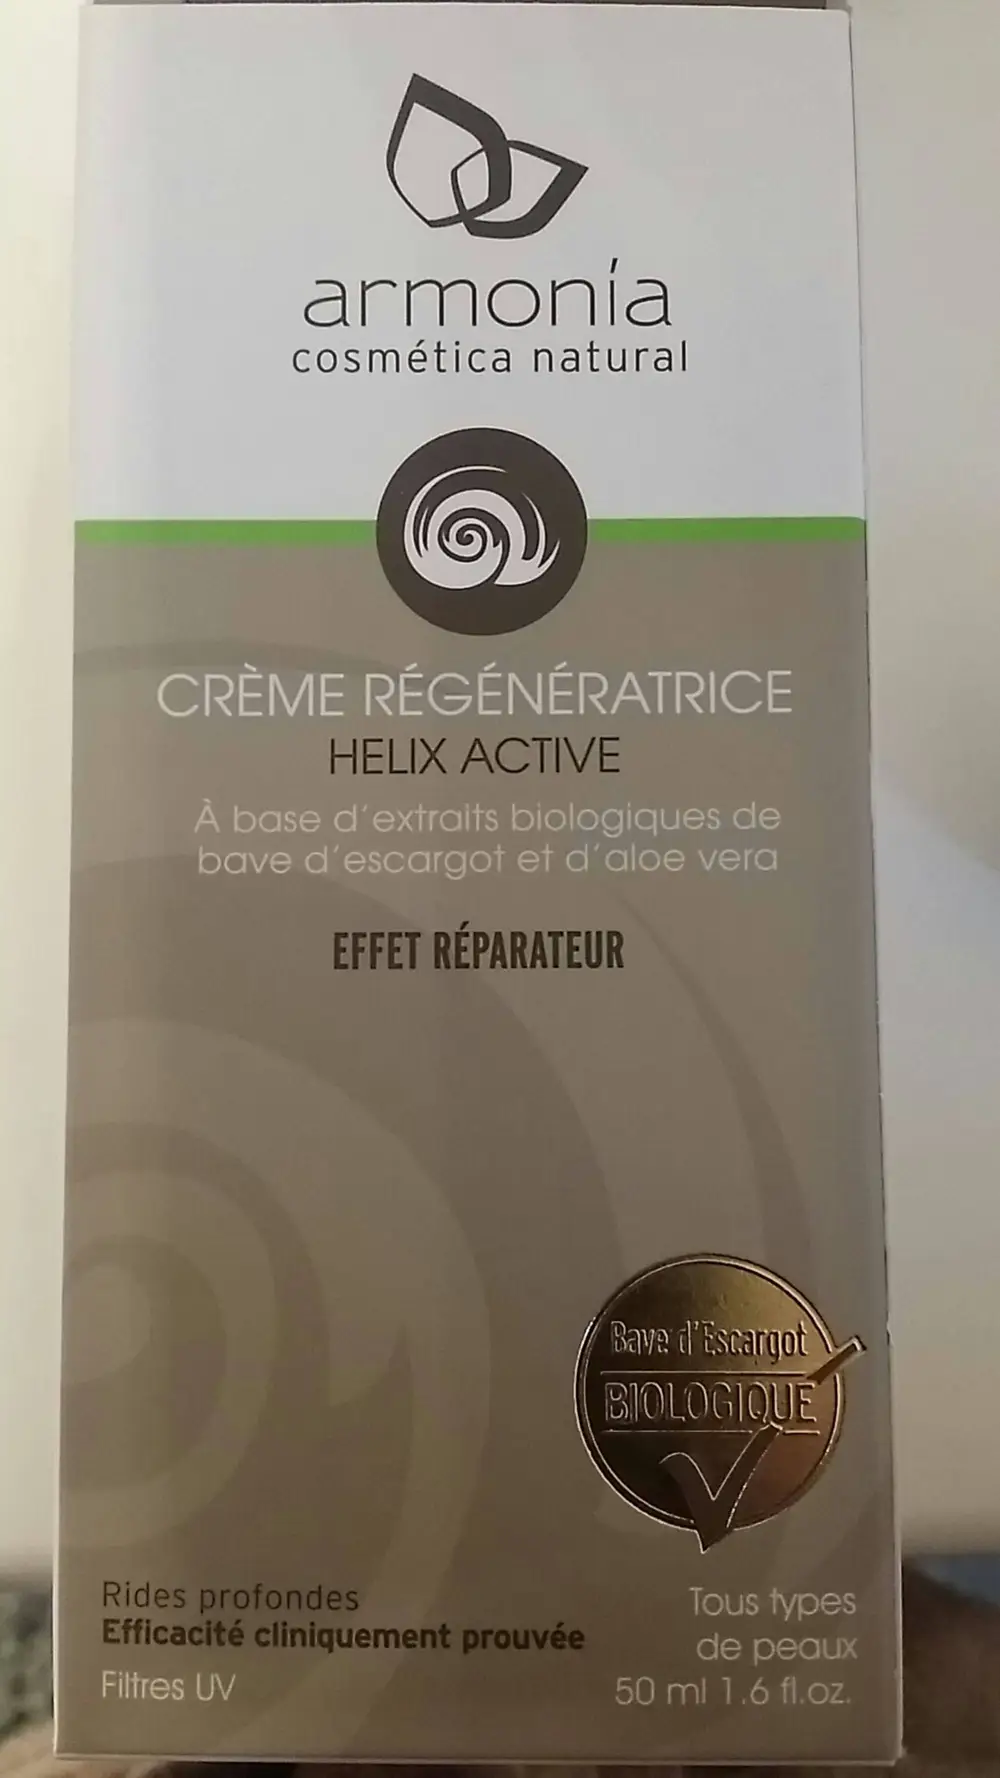 armonía
cosmética natural
CRÈME RÉGÉNÉRATRICE
HELIX ACTIVE
À base d'extraits biologiques de
bave d'escargot et d'aloe vera
EFFET RÉPARATEUR
Bave d'Escargot
BIOLOGIQUE
Rides profondes
Efficacité cliniquement prouvée
Filtres UV
Tous types
de peaux
50 ml 1.6 fl.oz.